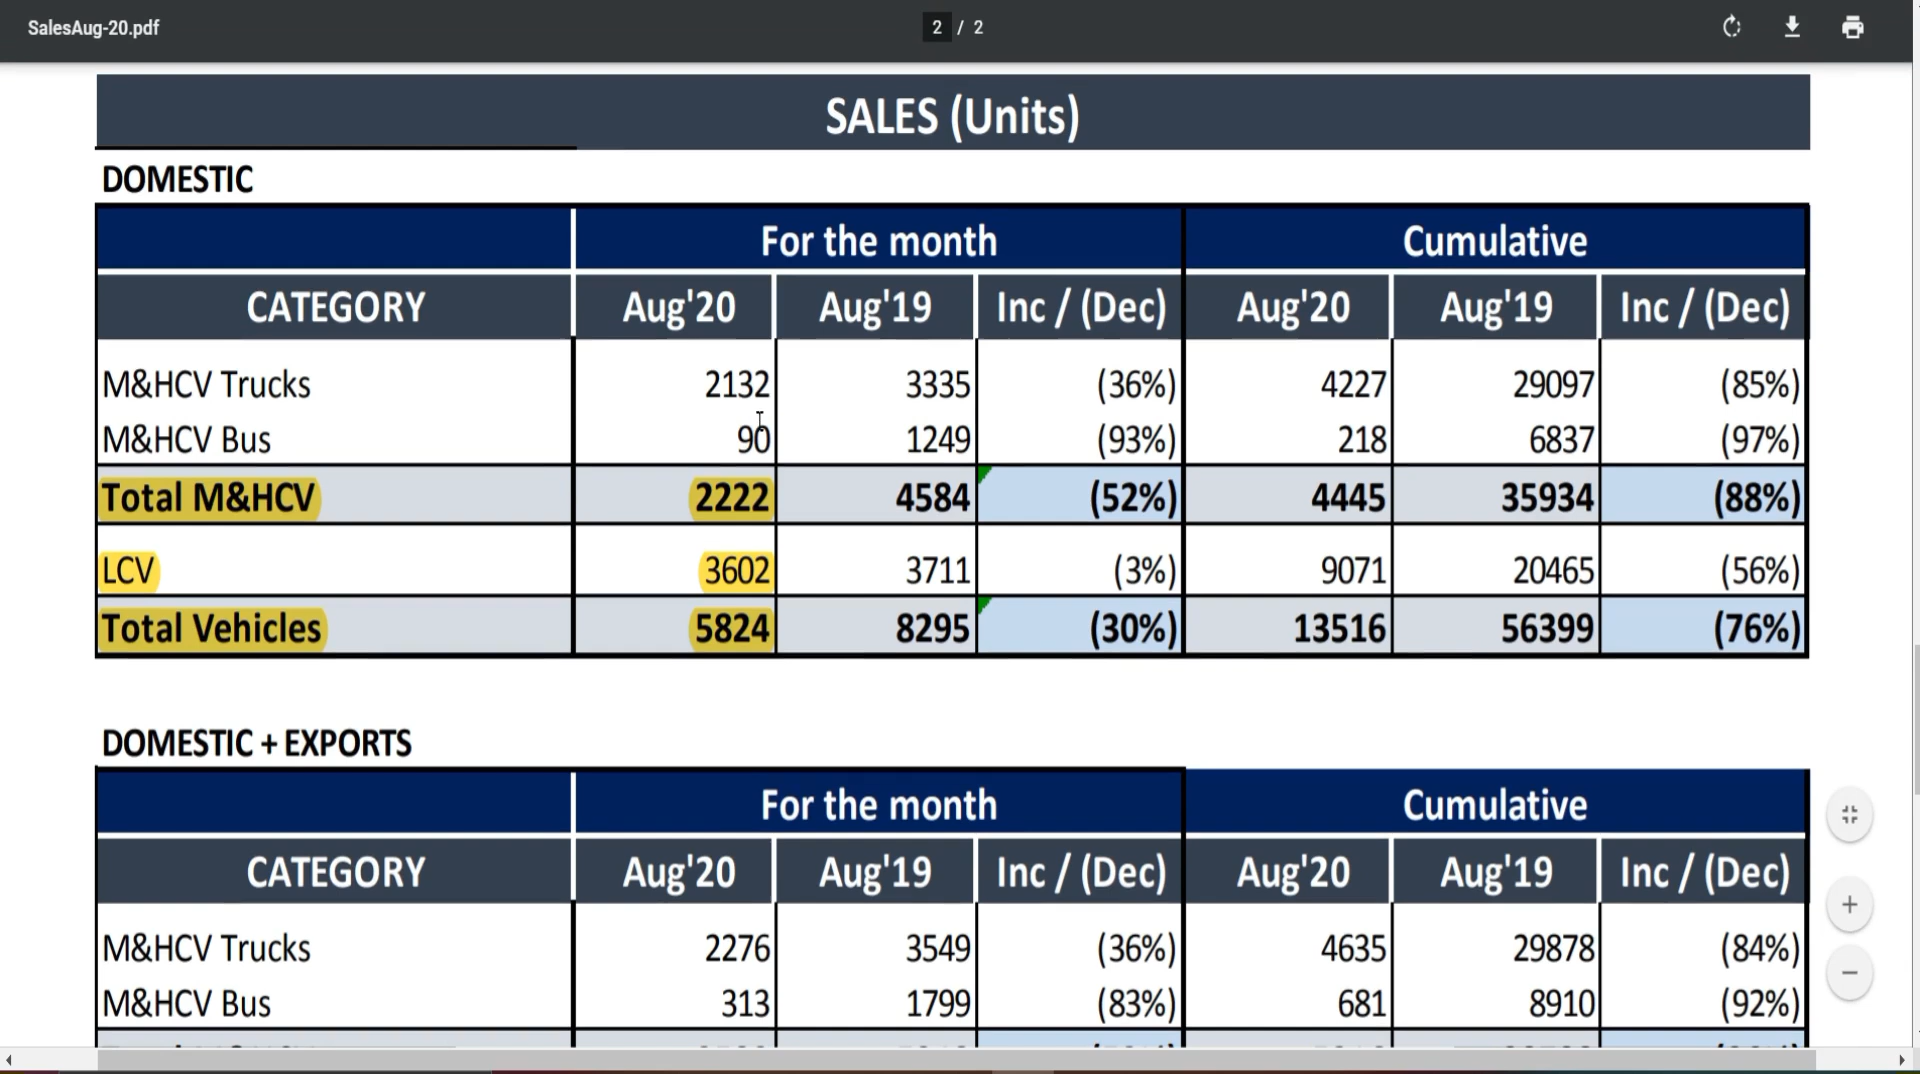 SalesAug-20.pdf
2 / 2
SALES (Units)
DOMESTIC
For the month Cumulative
CATEGORY Aug'20 Aug'19 Inc / (Dec) Aug'20 Aug'19 Inc / (Dec)
M&HCV Trucks 2132 3335 (36%) 4227 29097 (85%)
M&HCV Bus 90 1249 (93%) 218 6837 (97%)
Total M&HCV 2222 4584 (52%) 4445 35934 (88%)
LCV 3602 3711 (3%) 9071 20465 (56%)
Total Vehicles 5824 8295 (30%) 13516 56399 (76%)
DOMESTIC + EXPORTS
For the month Cumulative
CATEGORY Aug'20 Aug'19 Inc / (Dec) Aug'20 Aug'19 Inc / (Dec)
M&HCV Trucks 2276 3549 (36%) 4635 29878 (84%)
M&HCV Bus 313 1799 (83%) 681 8910 (92%)